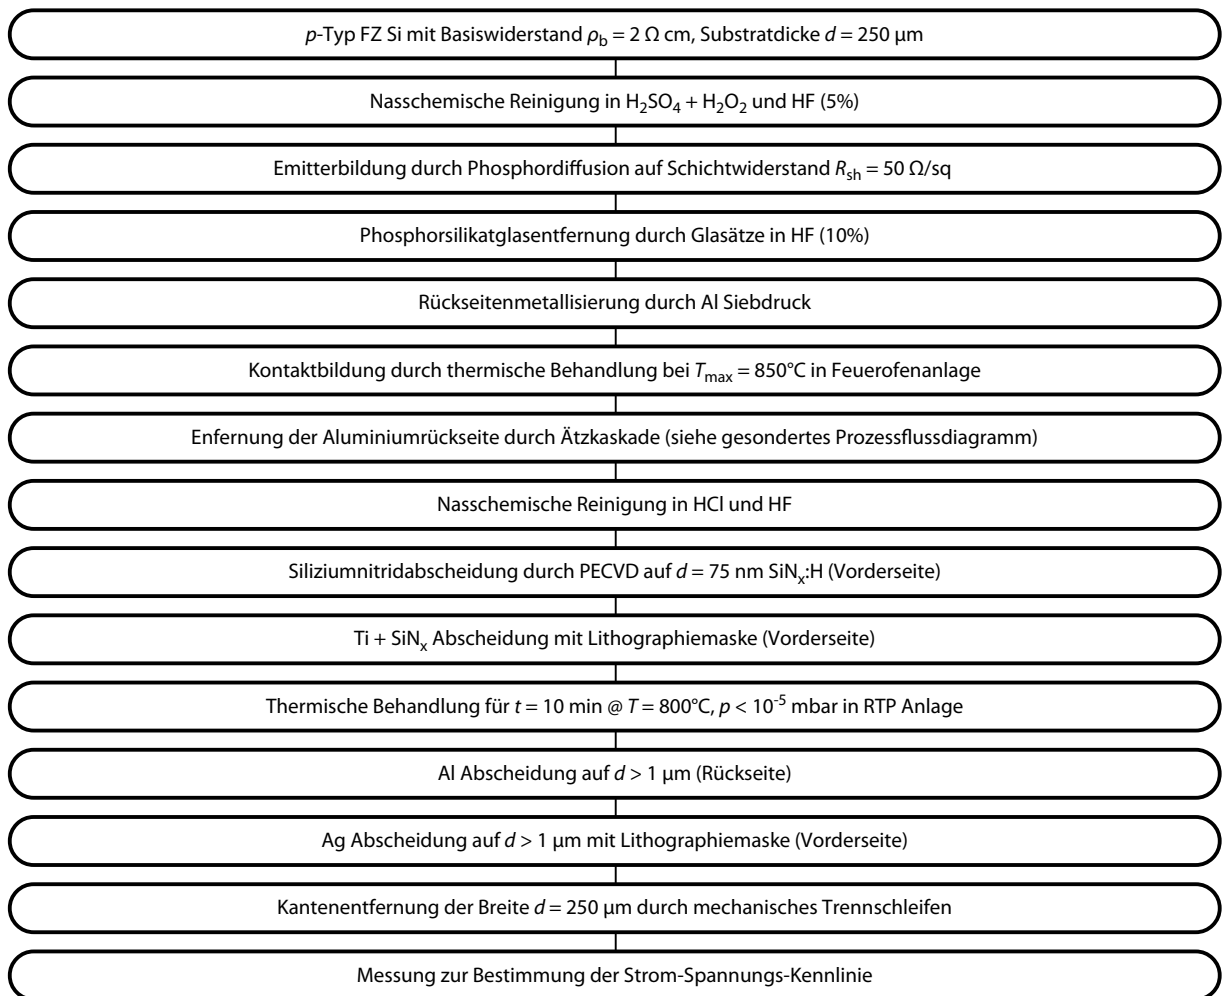 p-Typ FZ Si mit Basiswiderstand ρb = 2 Ω cm, Substratdicke d = 250 µm
Nasschemische Reinigung in H2SO4 + H2O2 und HF (5%)
Emitterbildung durch Phosphordiffusion auf Schichtwiderstand Rsh = 50 Ω/sq
Phosphorsilikatglasentfernung durch Glasätze in HF (10%)
Rückseitenmetallisierung durch Al Siebdruck
Kontaktbildung durch thermische Behandlung bei Tmax = 850°C in Feuerofenanlage
Enfernung der Aluminiumrückseite durch Ätzkaskade (siehe gesondertes Prozessflussdiagramm)
Nasschemische Reinigung in HCl und HF
Siliziumnitridabscheidung durch PECVD auf d = 75 nm SiNx:H (Vorderseite)
Ti + SiNx Abscheidung mit Lithographiemaske (Vorderseite)
Thermische Behandlung für t = 10 min @ T = 800°C, p < 10-5 mbar in RTP Anlage
Al Abscheidung auf d > 1 µm (Rückseite)
Ag Abscheidung auf d > 1 µm mit Lithographiemaske (Vorderseite)
Kantenentfernung der Breite d = 250 µm durch mechanisches Trennschleifen
Messung zur Bestimmung der Strom-Spannungs-Kennlinie